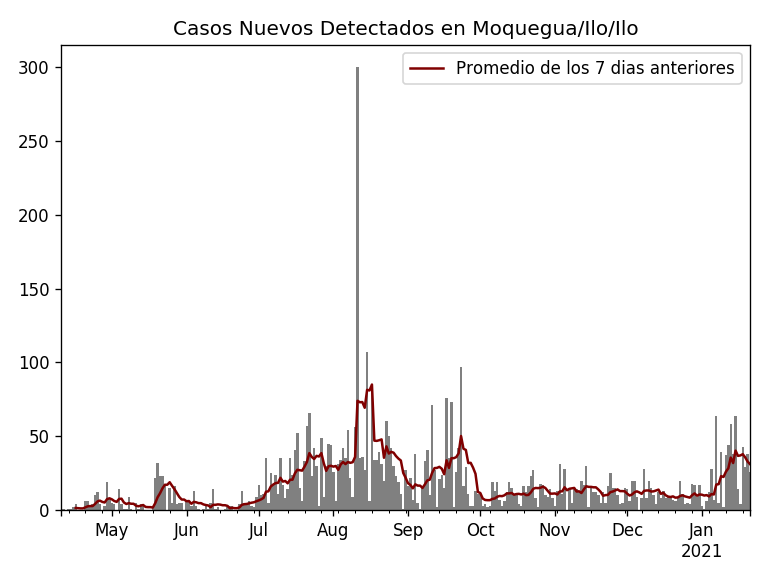 Casos Nuevos Detectados en Moquegua/Ilo/Ilo
Promedio de los 7 dias anteriores
300
250
200
150
100
50
0
May Jun Jul Aug Sep Oct Nov Dec Jan
2021